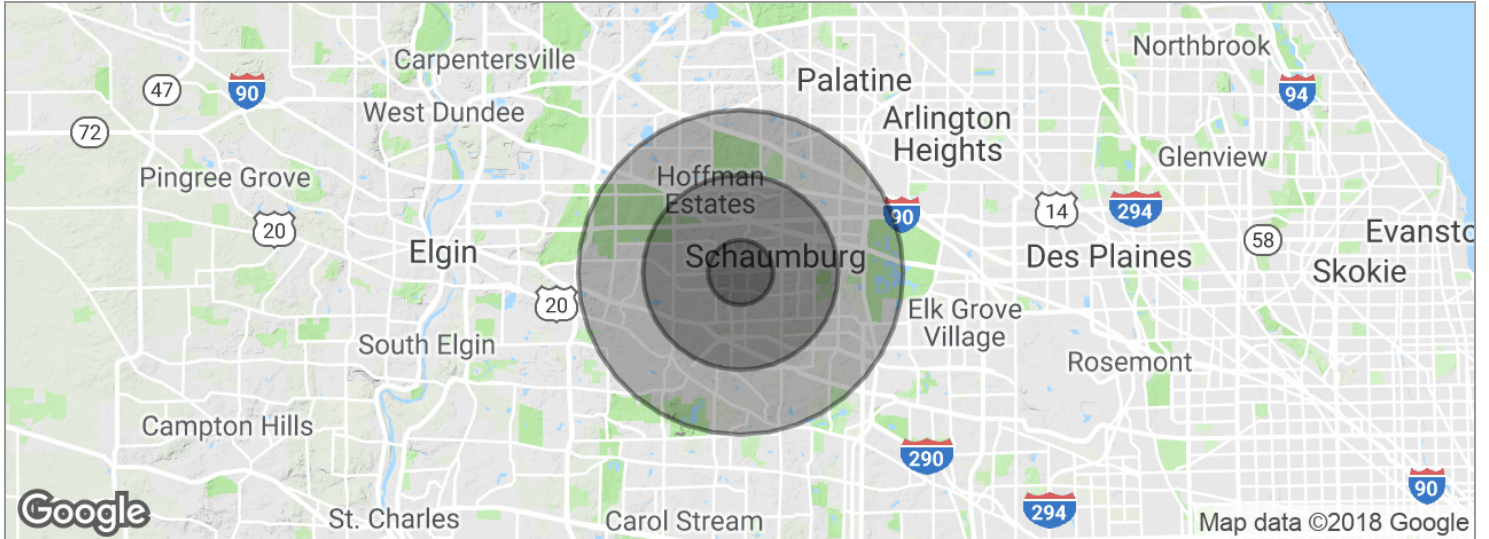 Northbrook
Carpentersville
Palatine
47
90
94
West Dundee
Arlington
Heights
72
Glenview
Pingree Grove
Hoffman
Estates
14
294
90
20
58
Evansto
Elgin
Schaumburg
Des Plaines
Skokie
20
Elk Grove
Village
South Elgin
Rosemont
Campton Hills
290
90
294
Google
St. Charles
Carol Stream
Map data ©2018 Google